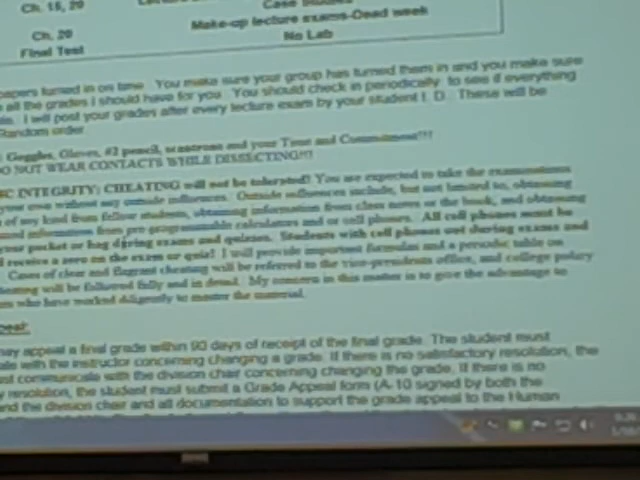 Ch. 15, 20
Case Studies
Make-up lecture exams-Dead week
Ch. 20
No Lab
Final Test
papers turned in on time. You make sure your group has turned them in and you make sure
all the grades I should have for you. You should check in periodically to see if everything
I will post your grades after every lecture exam by your student I. D. These will be
Random order
Goggles, Gloves, #2 pencil, scantrons and your Time and Commitment!!!
DO NOT WEAR CONTACTS WHILE DISSECTING!!!
INTEGRITY: CHEATING will not be tolerated! You are expected to take the examinations
your own without any outside influences. Outside influences include, but not limited to, obtaining
of any kind from fellow students, obtaining information from class notes or the book, and obtaining
information from pre-programmable calculators and or cell phones. All cell phones must be
your pocket or bag during exams and quizzes. Students with cell phones out during exams and
receive a zero on the exam or quiz! I will provide important formulas and a periodic table on
Cases of clear and flagrant cheating will be referred to the vice-presidents office, and college policy
cheating will be followed fully and in detail. My concern in this matter is to give the advantage to
who have worked diligently to master the material.
may appeal a final grade within 90 days of receipt of the final grade. The student must
with the instructor concerning changing a grade. If there is no satisfactory resolution, the
must communicate with the division chair concerning changing the grade. If there is no
resolution, the student must submit a Grade Appeal form (A-10 signed by both the
and the division chair and all documentation to support the grade appeal to the Human